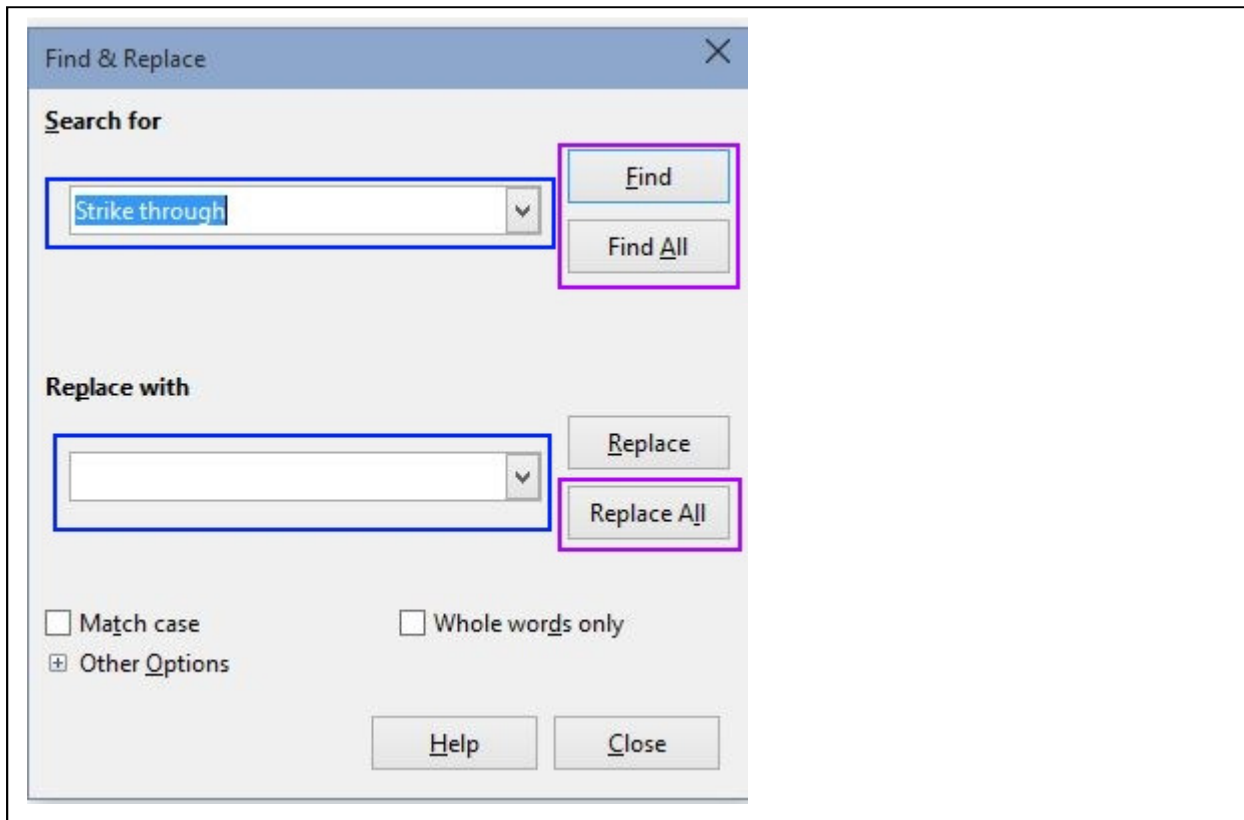 Find & Replace
Search for
Strike through
Find
Find All
Replace with
Replace
Replace All
Match case
Whole words only
Other Options
Help
Close